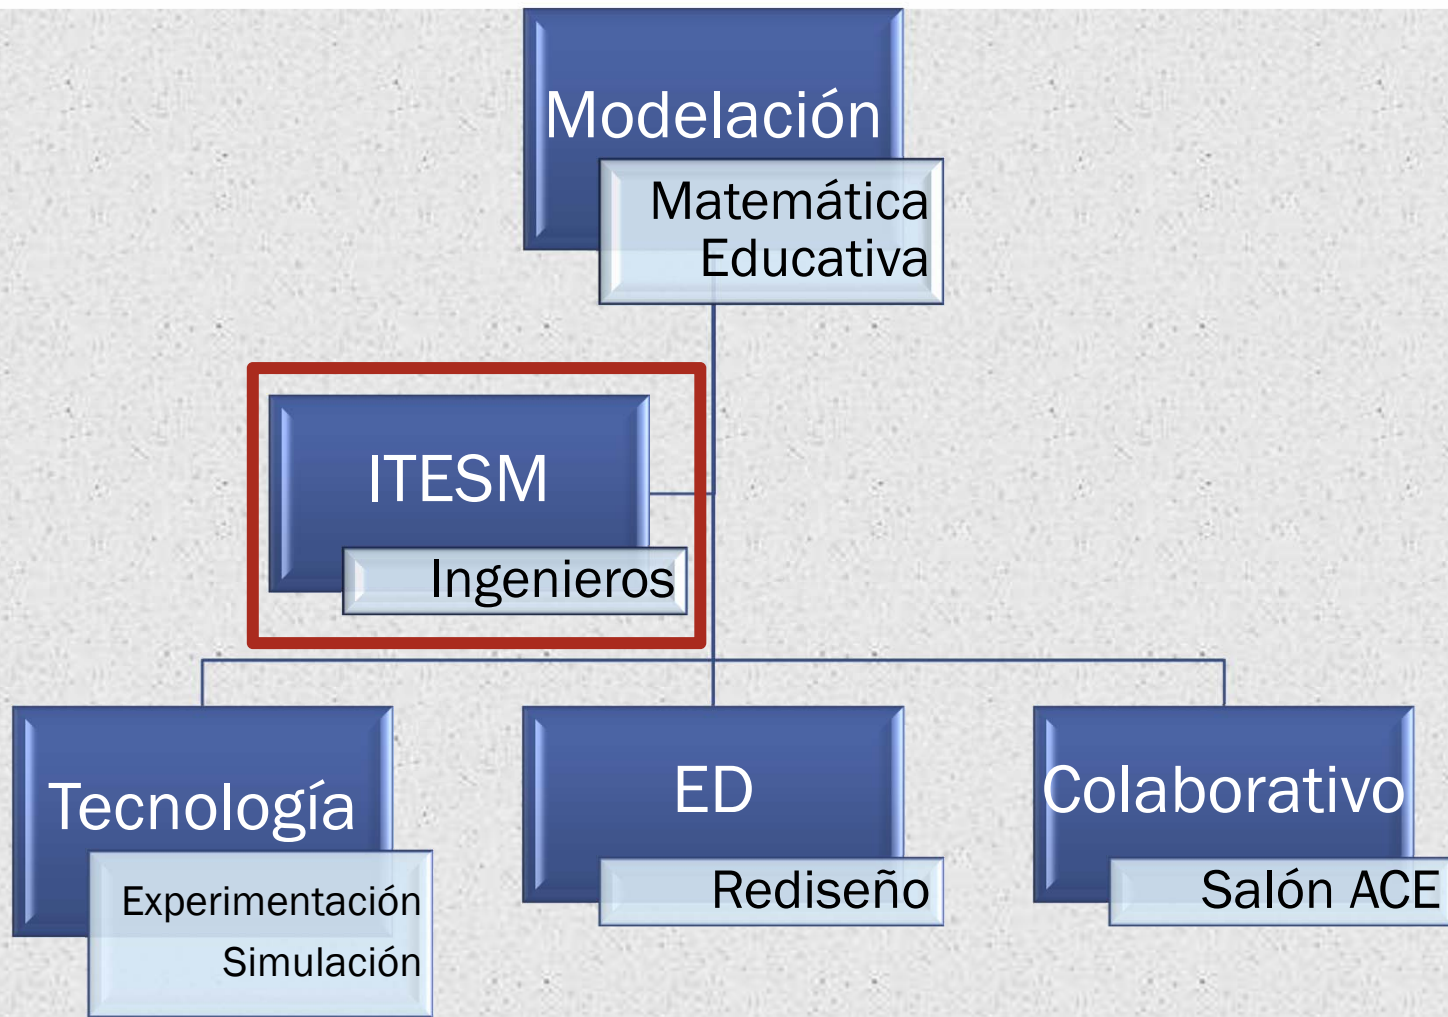 Modelación
Matemática
Educativa
ITESM
Ingenieros
Tecnología
Experimentación
Simulación
ED
Rediseño
Colaborativo
Salón ACE